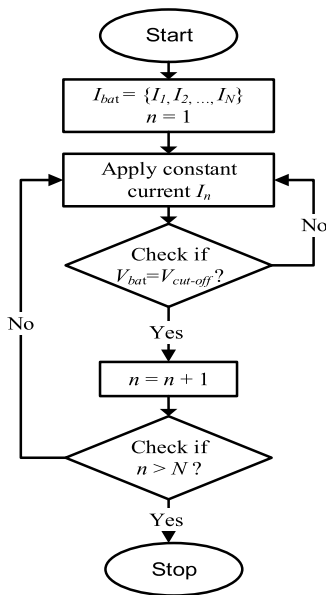 Start
I_bat = {I_1, I_2, ..., I_N}
n = 1
Apply constant
current I_n
No
Check if
V_bat=V_cut-off?
No
Yes
n = n + 1
Check if
n > N ?
Yes
Stop